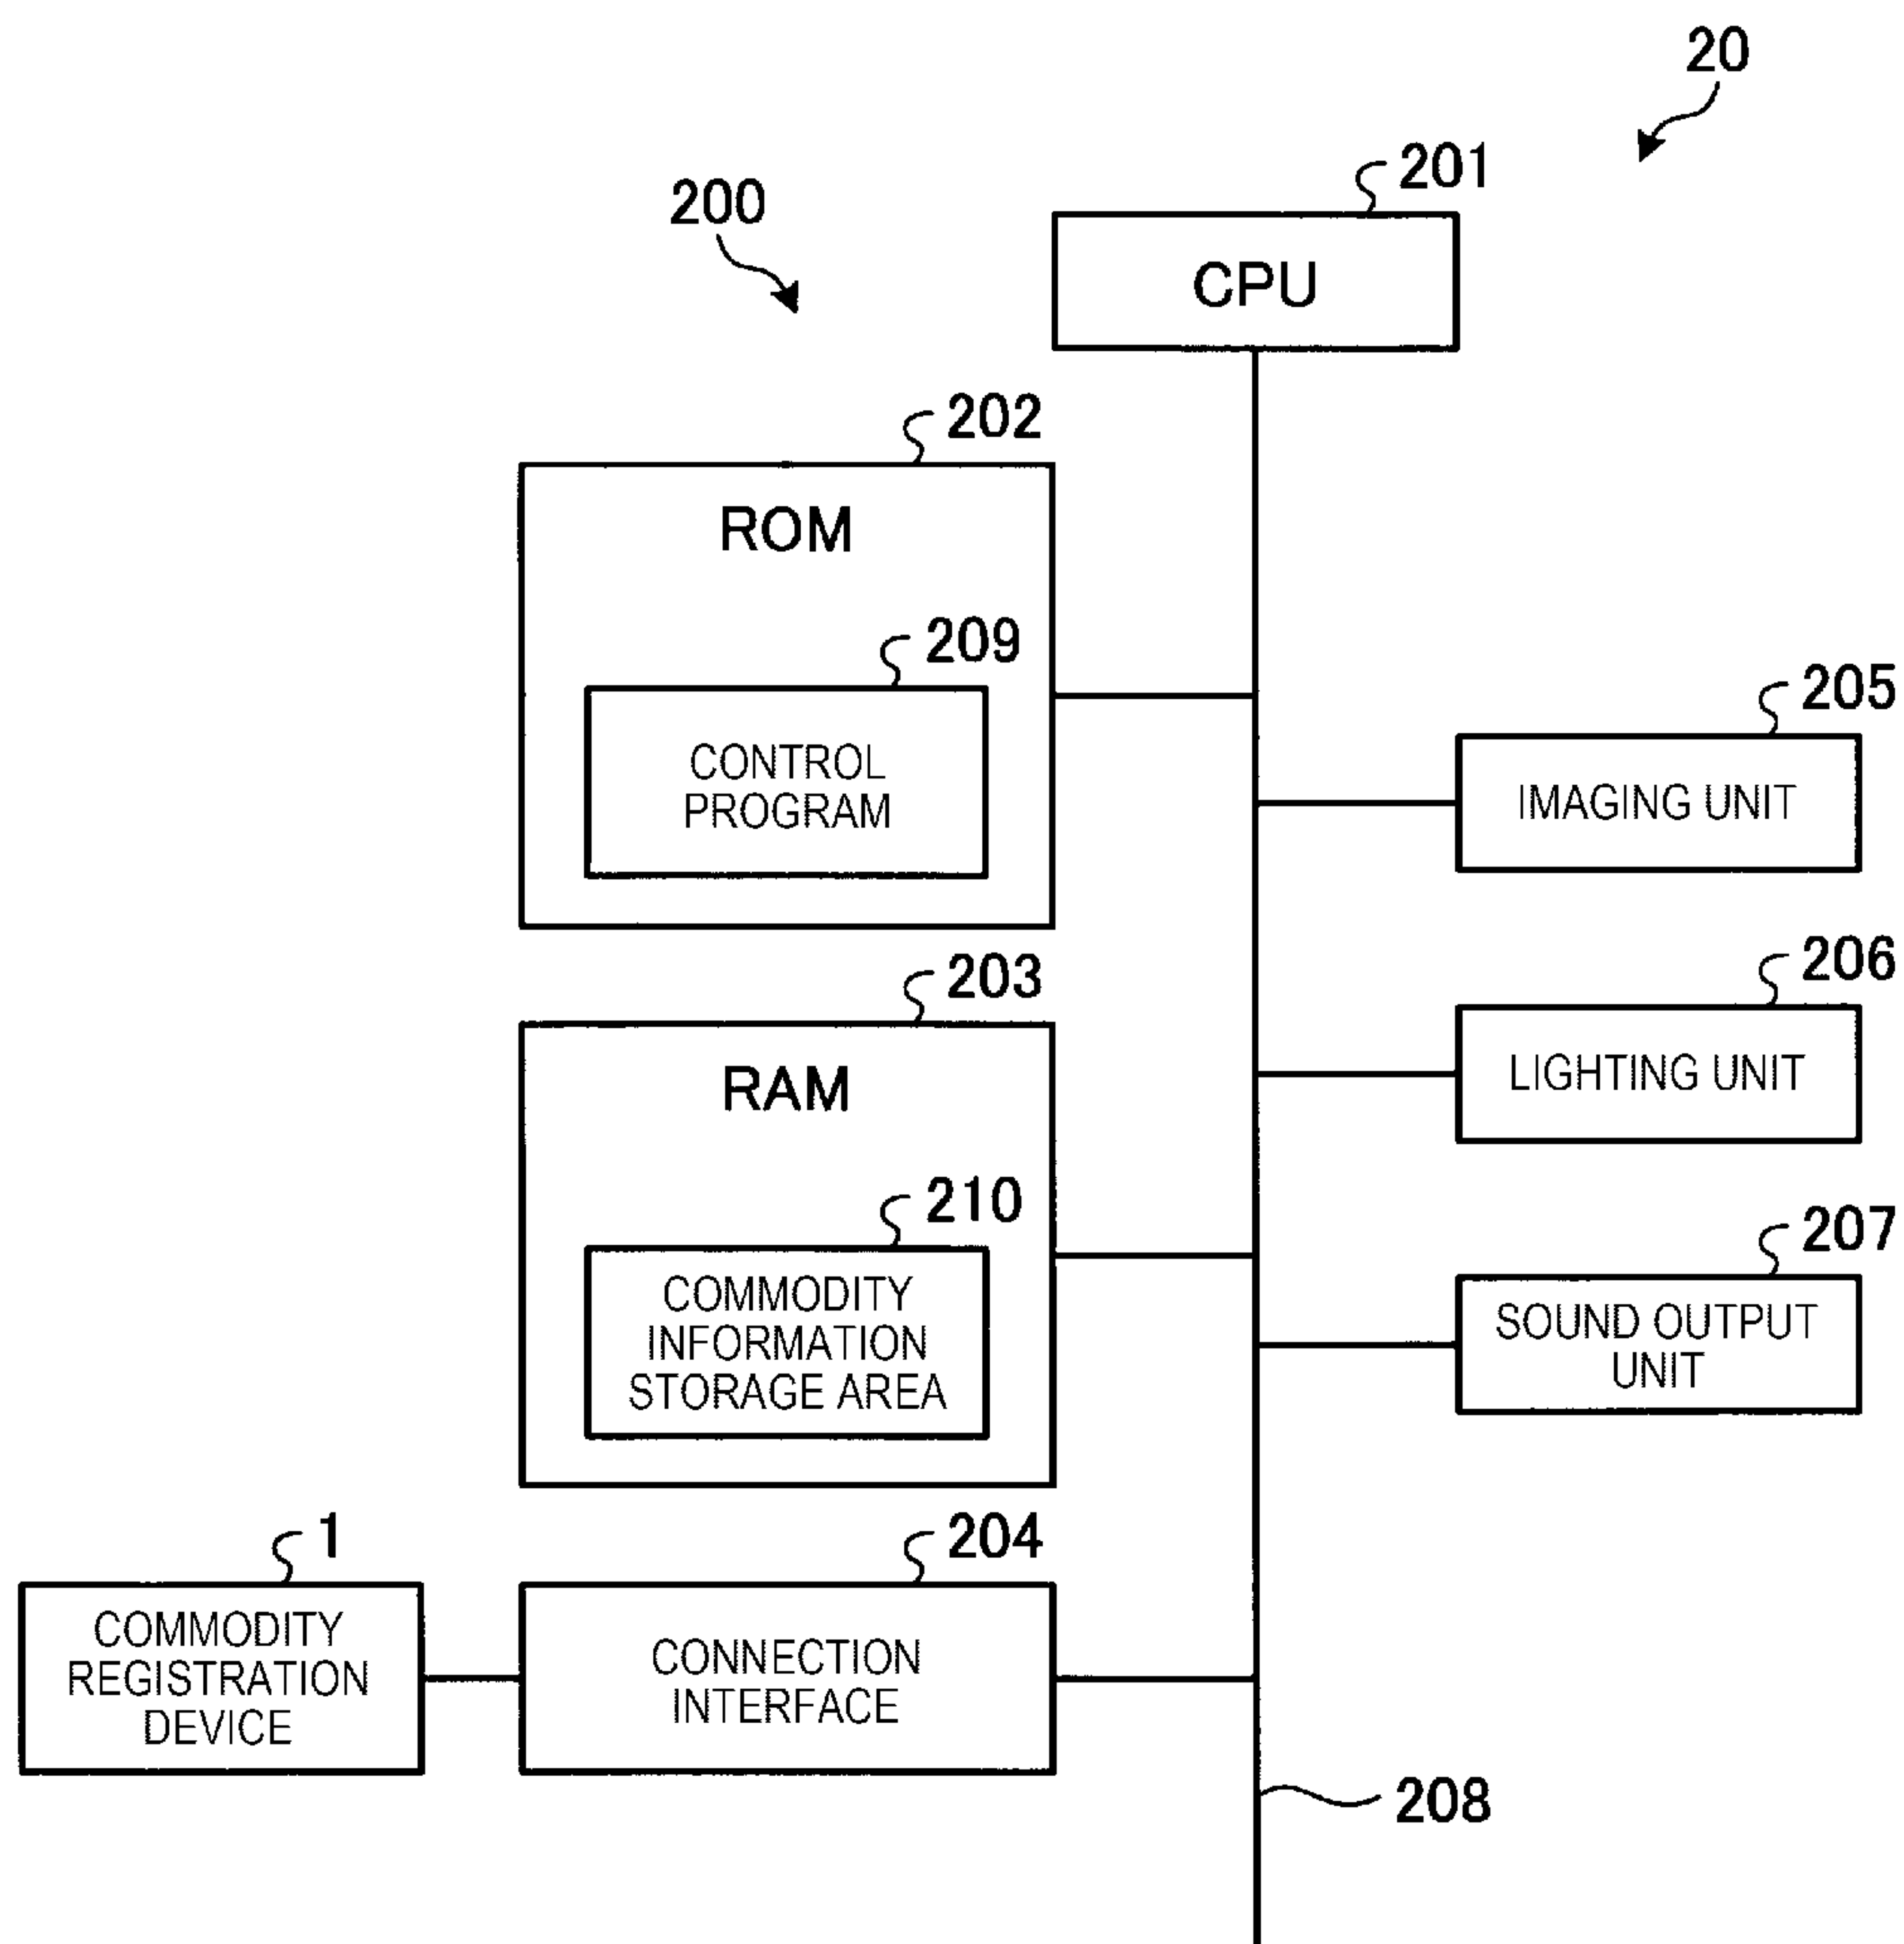 20
201
200
CPU
202
ROM
209
CONTROL
PROGRAM
205
IMAGING UNIT
203
RAM
206
LIGHTING UNIT
210
COMMODITY
INFORMATION
STORAGE AREA
207
SOUND OUTPUT
UNIT
1
COMMODITY
REGISTRATION
DEVICE
204
CONNECTION
INTERFACE
208